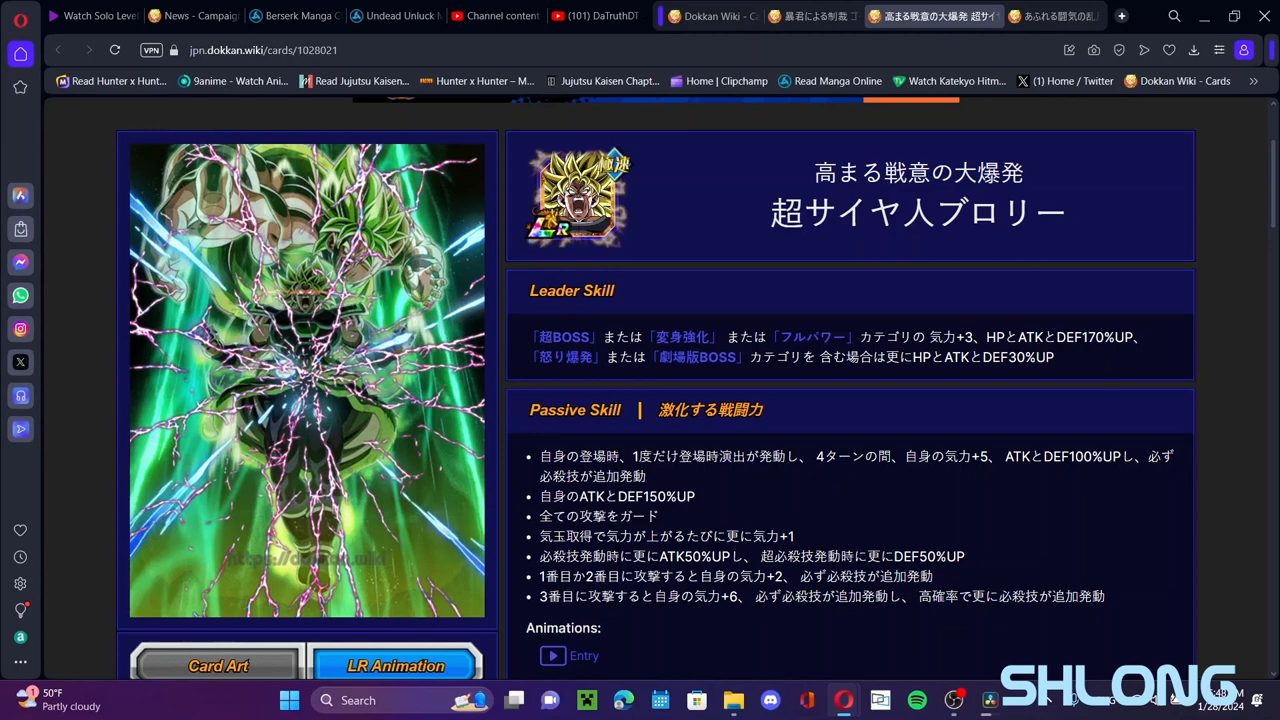 Watch Solo Level
News - Campaign
Berserk Manga C
Undead Unluck M
Channel content
(101) DaTruthDT
Dokkan Wiki - C
暴君による制裁 ゴ
高まる戦意の大爆発 超サイ
あふれる闘気の乱
VPN
jpn.dokkan.wiki/cards/1028021
Read Hunter x Hunt...
9anime - Watch Ani...
Read Jujutsu Kaisen...
Hunter x Hunter – M...
Jujutsu Kaisen Chapt...
Home | Clipchamp
Read Manga Online
Watch Katekyo Hitm...
(1) Home / Twitter
Dokkan Wiki - Cards
極速
LR
高まる戦意の大爆発
超サイヤ人ブロリー
Leader Skill
「超BOSS」または「変身強化」 または「フルパワー」カテゴリの 気力+3、HPとATKとDEF170%UP、
「怒り爆発」または「劇場版BOSS」カテゴリを 含む場合は更にHPとATKとDEF30%UP
Passive Skill | 激化する戦闘力
• 自身の登場時、1度だけ登場時演出が発動し、 4ターンの間、自身の気力+5、 ATKとDEF100%UPし、必ず
必殺技が追加発動
• 自身のATKとDEF150%UP
• 全ての攻撃をガード
• 気玉取得で気力が上がるたびに更に気力+1
• 必殺技発動時に更にATK50%UPし、 超必殺技発動時に更にDEF50%UP
• 1番目か2番目に攻撃すると自身の気力+2、 必ず必殺技が追加発動
• 3番目に攻撃すると自身の気力+6、 必ず必殺技が追加発動し、 高確率で更に必殺技が追加発動
Animations:
Entry
https://dokkan.wiki
Card Art
LR Animation
1
50°F
Partly cloudy
Search
SHLONG
1/28/2024